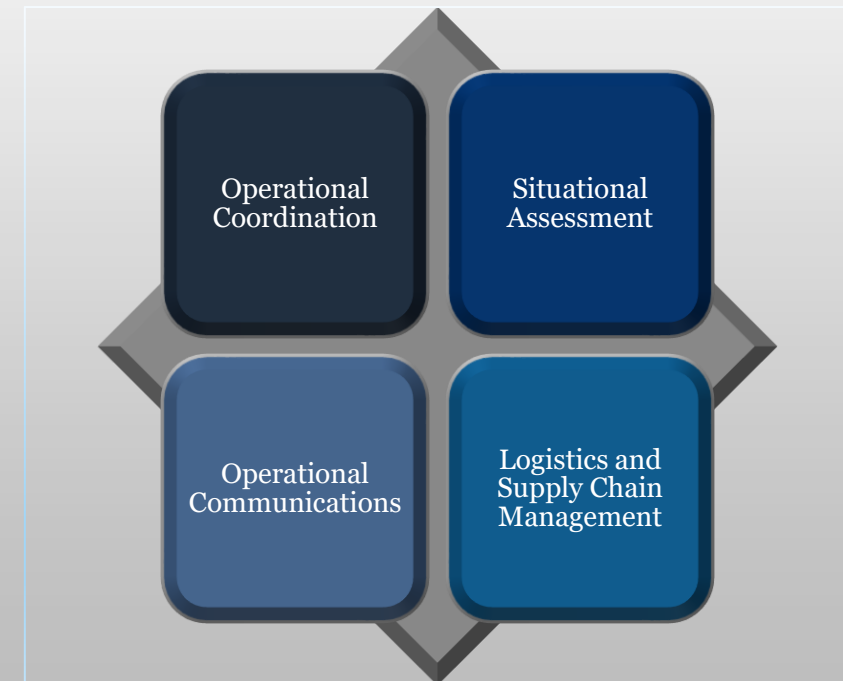 Operational
Coordination
Situational
Assessment
Operational
Communications
Logistics and
Supply Chain
Management